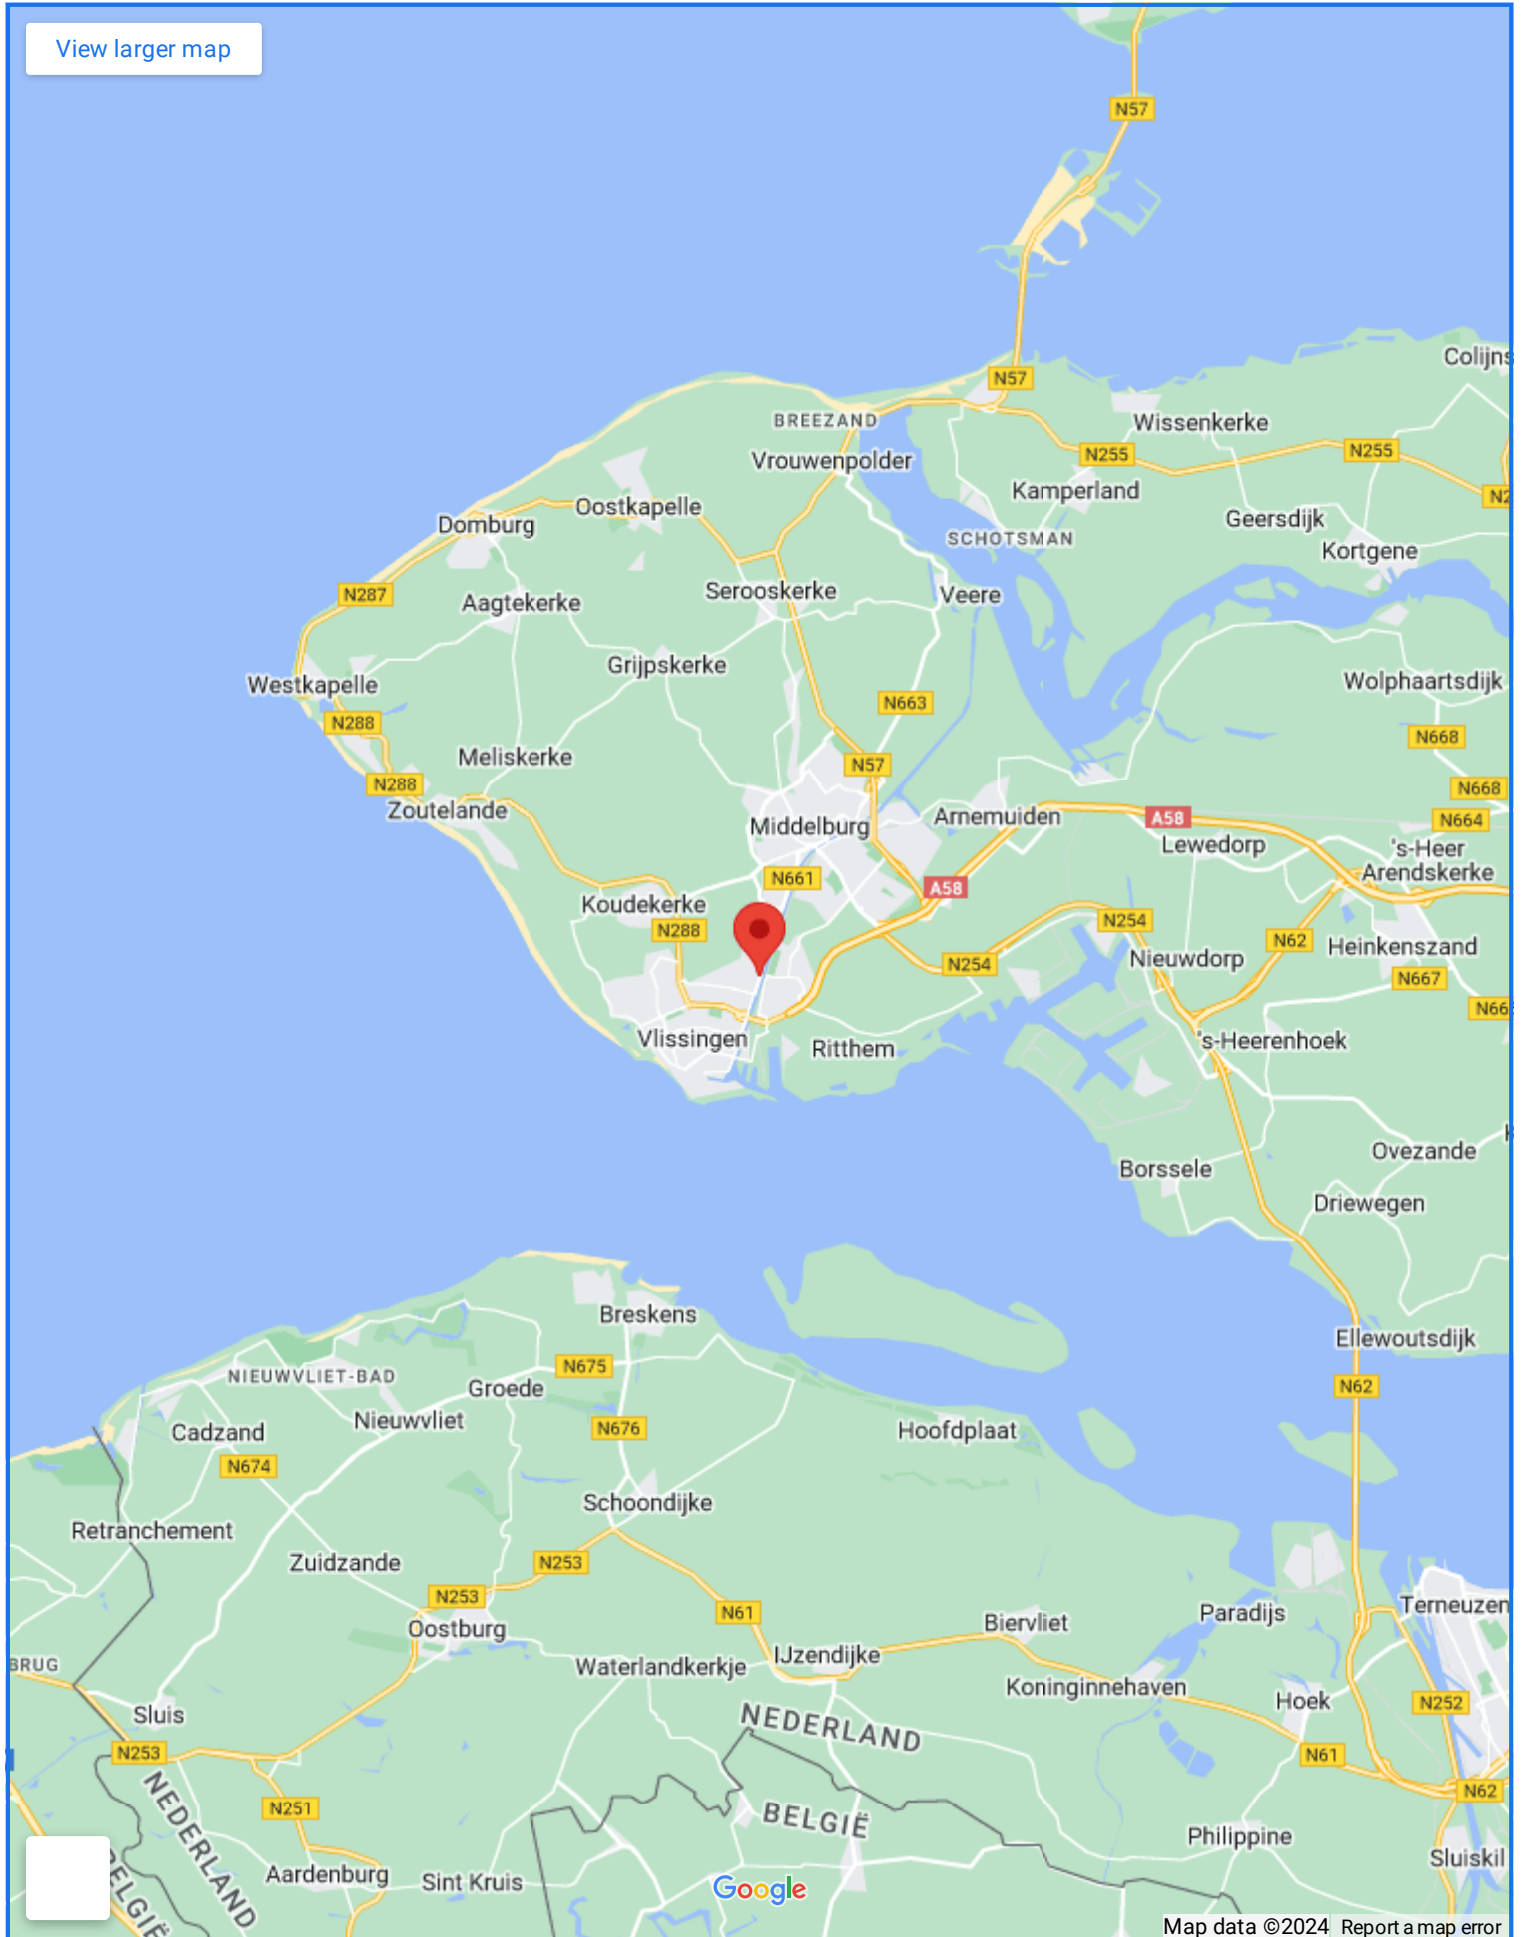 View larger map
N57
Colijns
N57
BREEZAND
Wissenkerke
N255
N255
Vrouwenpolder
Kamperland
N2
Oostkapelle
Domburg
Geersdijk
SCHOTSMAN
Kortgene
N287
Serooskerke
Veere
Aagtekerke
Grijpskerke
Westkapelle
Wolphaartsdijk
N663
N288
N668
Meliskerke
N57
N288
N668
Zoutelande
Middelburg
Arnemuiden
A58
N664
Lewedorp
's-Heer
Arendskerke
N661
A58
Koudekerke
N288
N254
N62
Heinkenszand
Nieuwdorp
N254
N667
N66
Vlissingen
Ritthem
's-Heerenhoek
Ovezande
Borssele
Driewegen
Breskens
Ellewoutsdijk
N675
NIEUWVLIET-BAD
Groede
N62
Nieuwvliet
Cadzand
N676
Hoofdplaat
N674
Schoondijke
Retranchement
Zuidzande
N253
N253
N61
Paradijs
Terneuzen
Oostburg
Biervliet
BRUG
Waterlandkerkje
IJzendijke
Koninginnehaven
Hoek
N252
Sluis
NEDERLAND
N253
N61
N62
NEDERLAND
N251
BELGIË
Philippine
Sluiskil
Aardenburg
Sint Kruis
BELGIË
Google
Map data ©2024
Report a map error